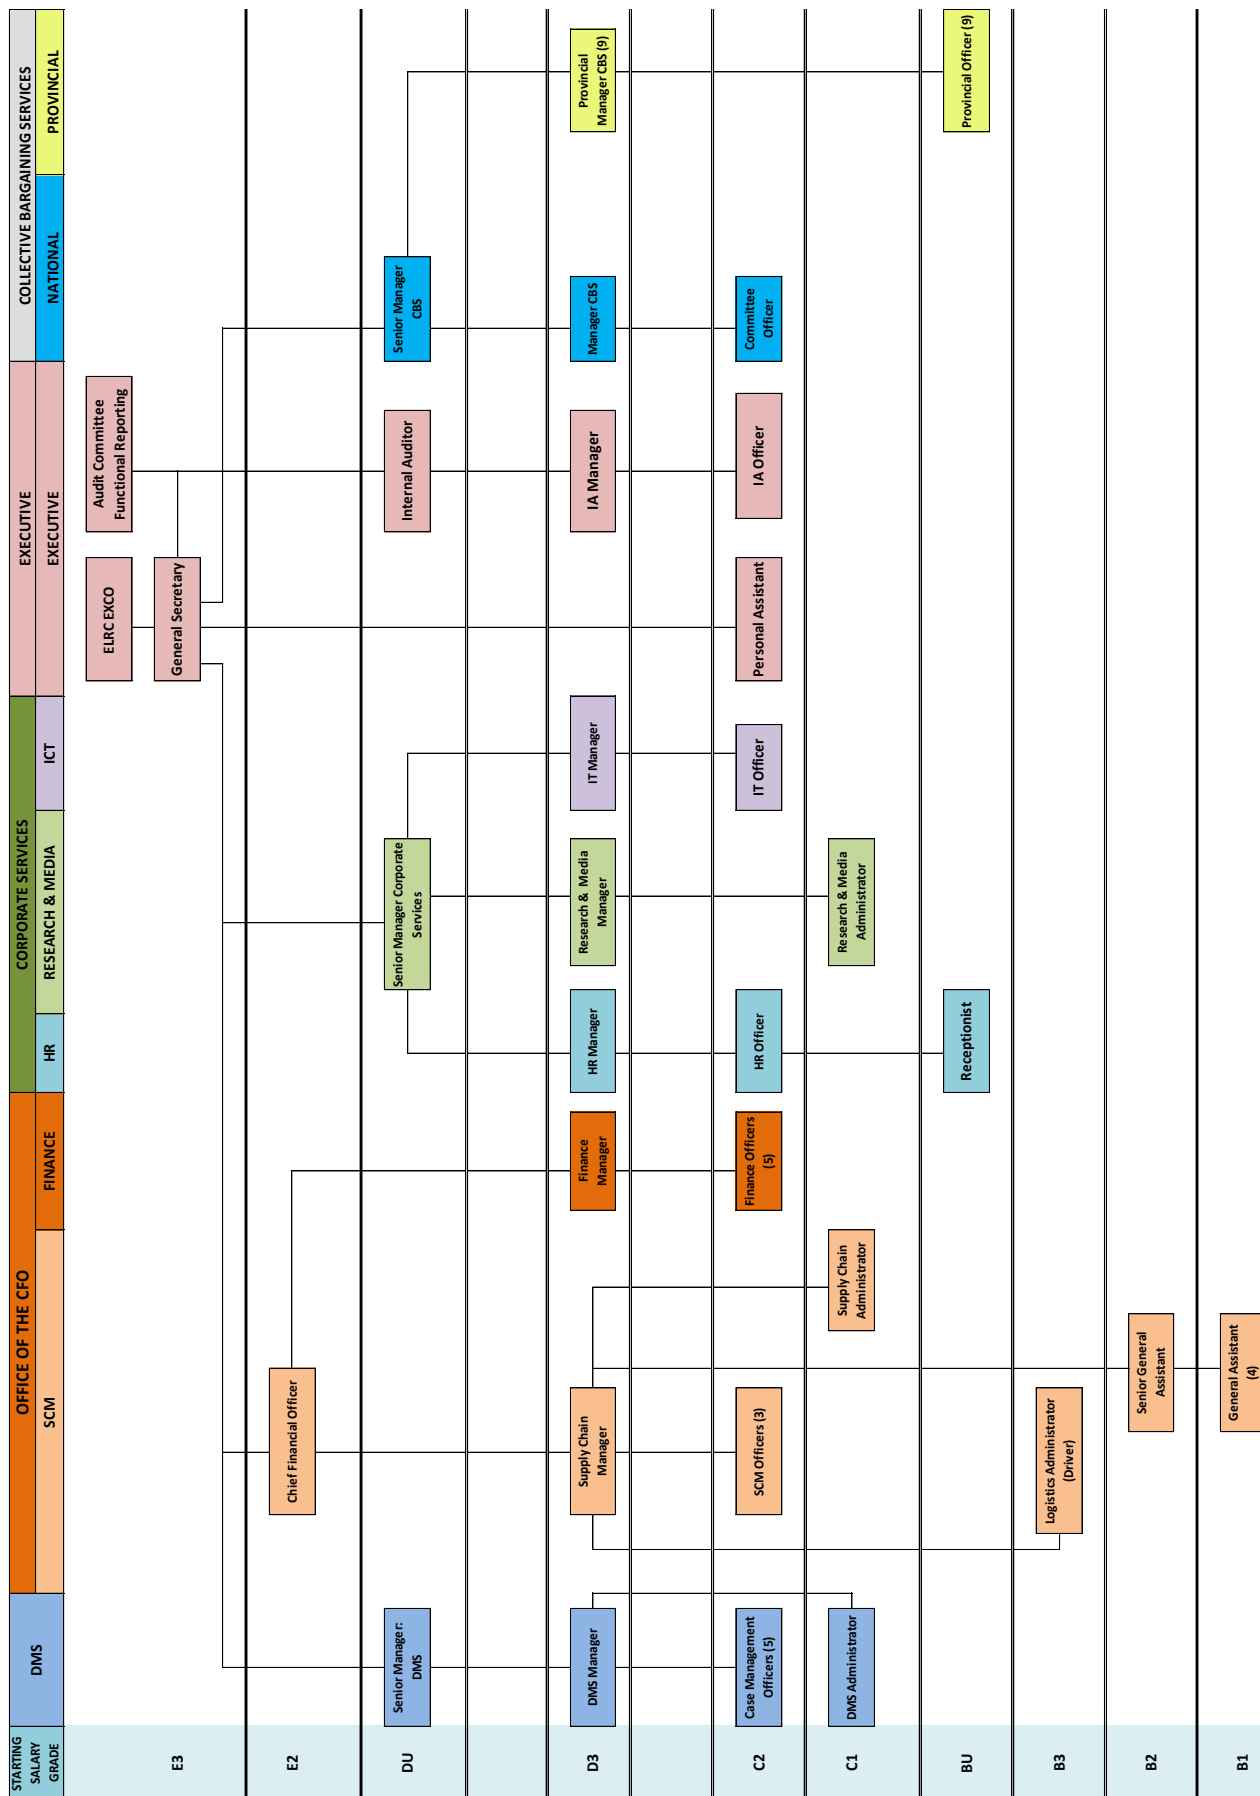 STARTING
SALARY
GRADE
DMS
OFFICE OF THE CFO
CORPORATE SERVICES
EXECUTIVE
COLLECTIVE BARGAINING SERVICES
SCM
FINANCE
HR
RESEARCH & MEDIA
ICT
EXECUTIVE
NATIONAL
PROVINCIAL
ELRC EXCO
Audit Committee
Functional Reporting
E3
General Secretary
E2
Chief Financial Officer
DU
Senior Manager:
DMS
Senior Manager Corporate
Services
Internal Auditor
Senior Manager
CBS
D3
DMS Manager
Supply Chain
Manager
Finance
Manager
HR Manager
Research & Media
Manager
IT Manager
IA Manager
Manager CBS
Provincial
Manager CBS (9)
C2
Case Management
Officers (5)
SCM Officers (3)
Finance Officers
(5)
HR Officer
IT Officer
Personal Assistant
IA Officer
Committee
Officer
C1
DMS Administrator
Supply Chain
Administrator
Research & Media
Administrator
BU
Receptionist
Provincial Officer (9)
B3
Logistics Administrator
(Driver)
B2
Senior General
Assistant
B1
General Assistant
(4)